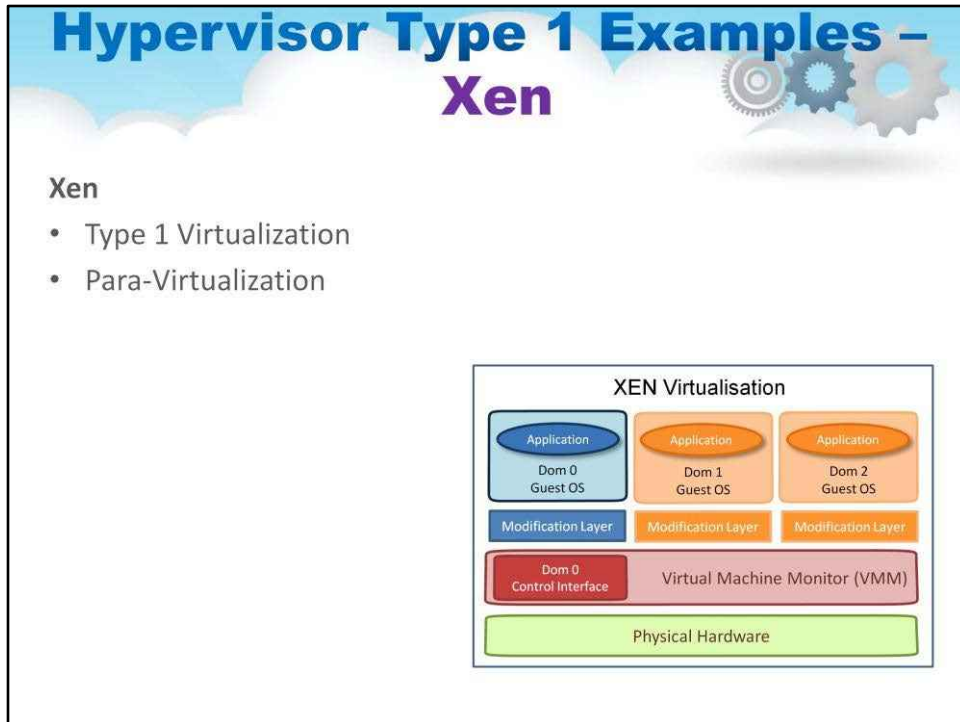 Hypervisor Type 1 Examples –
Xen
Xen
• Type 1 Virtualization
• Para-Virtualization
XEN Virtualisation
Application
Dom 0
Guest OS
Application
Dom 1
Guest OS
Application
Dom 2
Guest OS
Modification Layer
Modification Layer
Modification Layer
Dom 0
Control Interface
Virtual Machine Monitor (VMM)
Physical Hardware